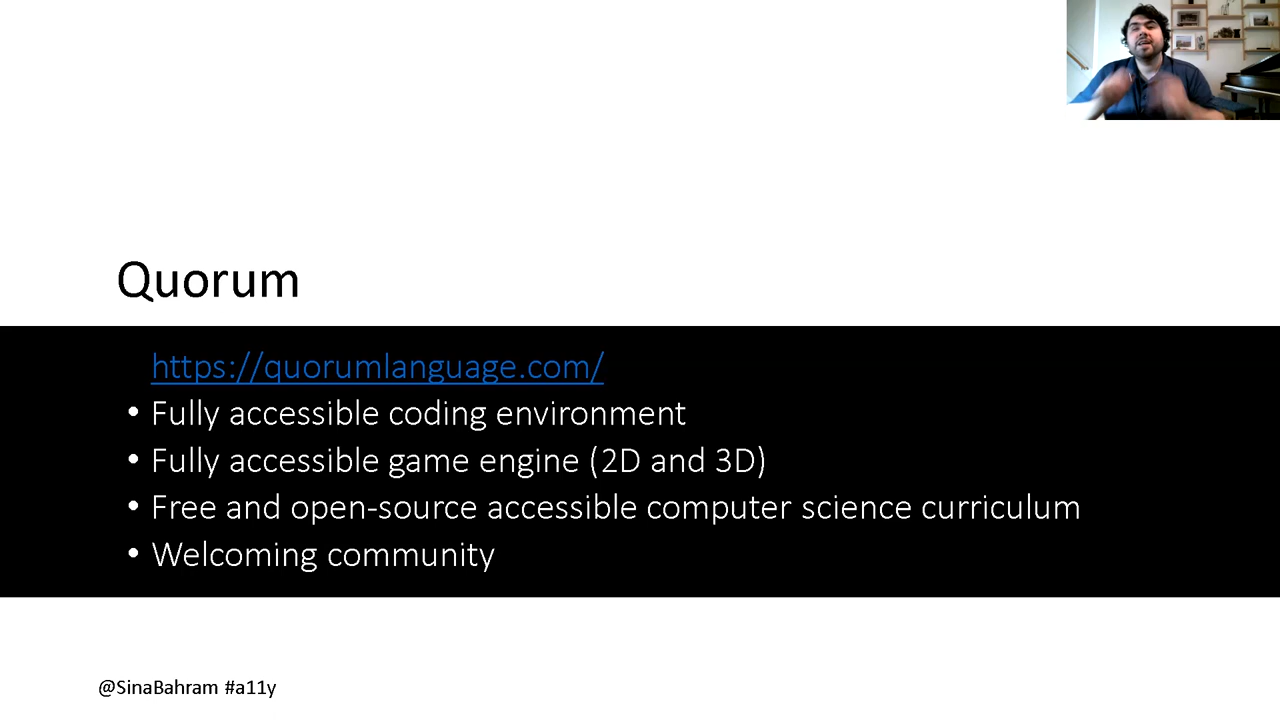 Quorum
https://quorumlanguage.com/
• Fully accessible coding environment
• Fully accessible game engine (2D and 3D)
• Free and open-source accessible computer science curriculum
• Welcoming community
@SinaBahram #a11y